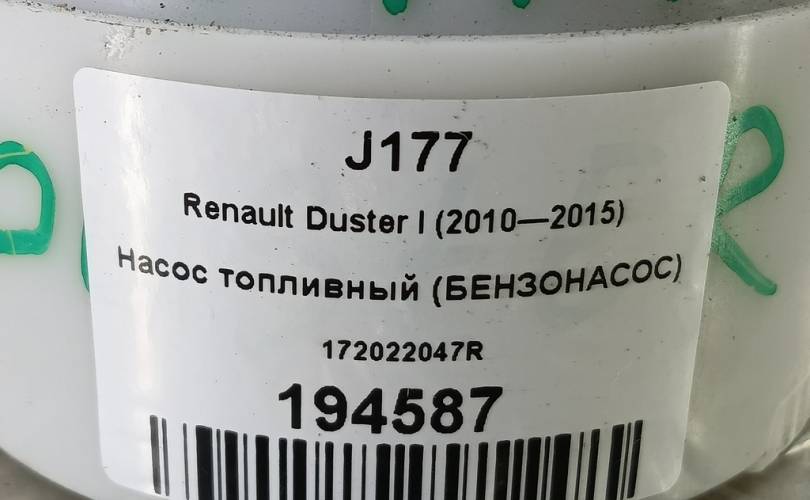 J177
Renault Duster I (2010—2015)
Насос топливный (БЕНЗОНАСОС)
172022047R
194587